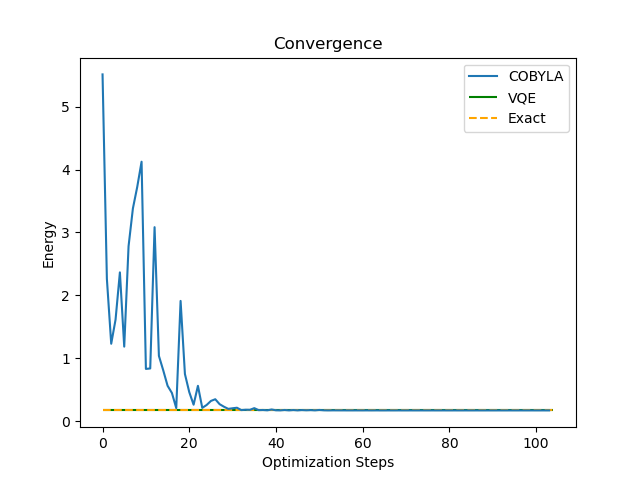 Convergence
COBYLA
VQE
Exact
Energy
5
4
3
2
1
0
0 20 40 60 80 100
Optimization Steps